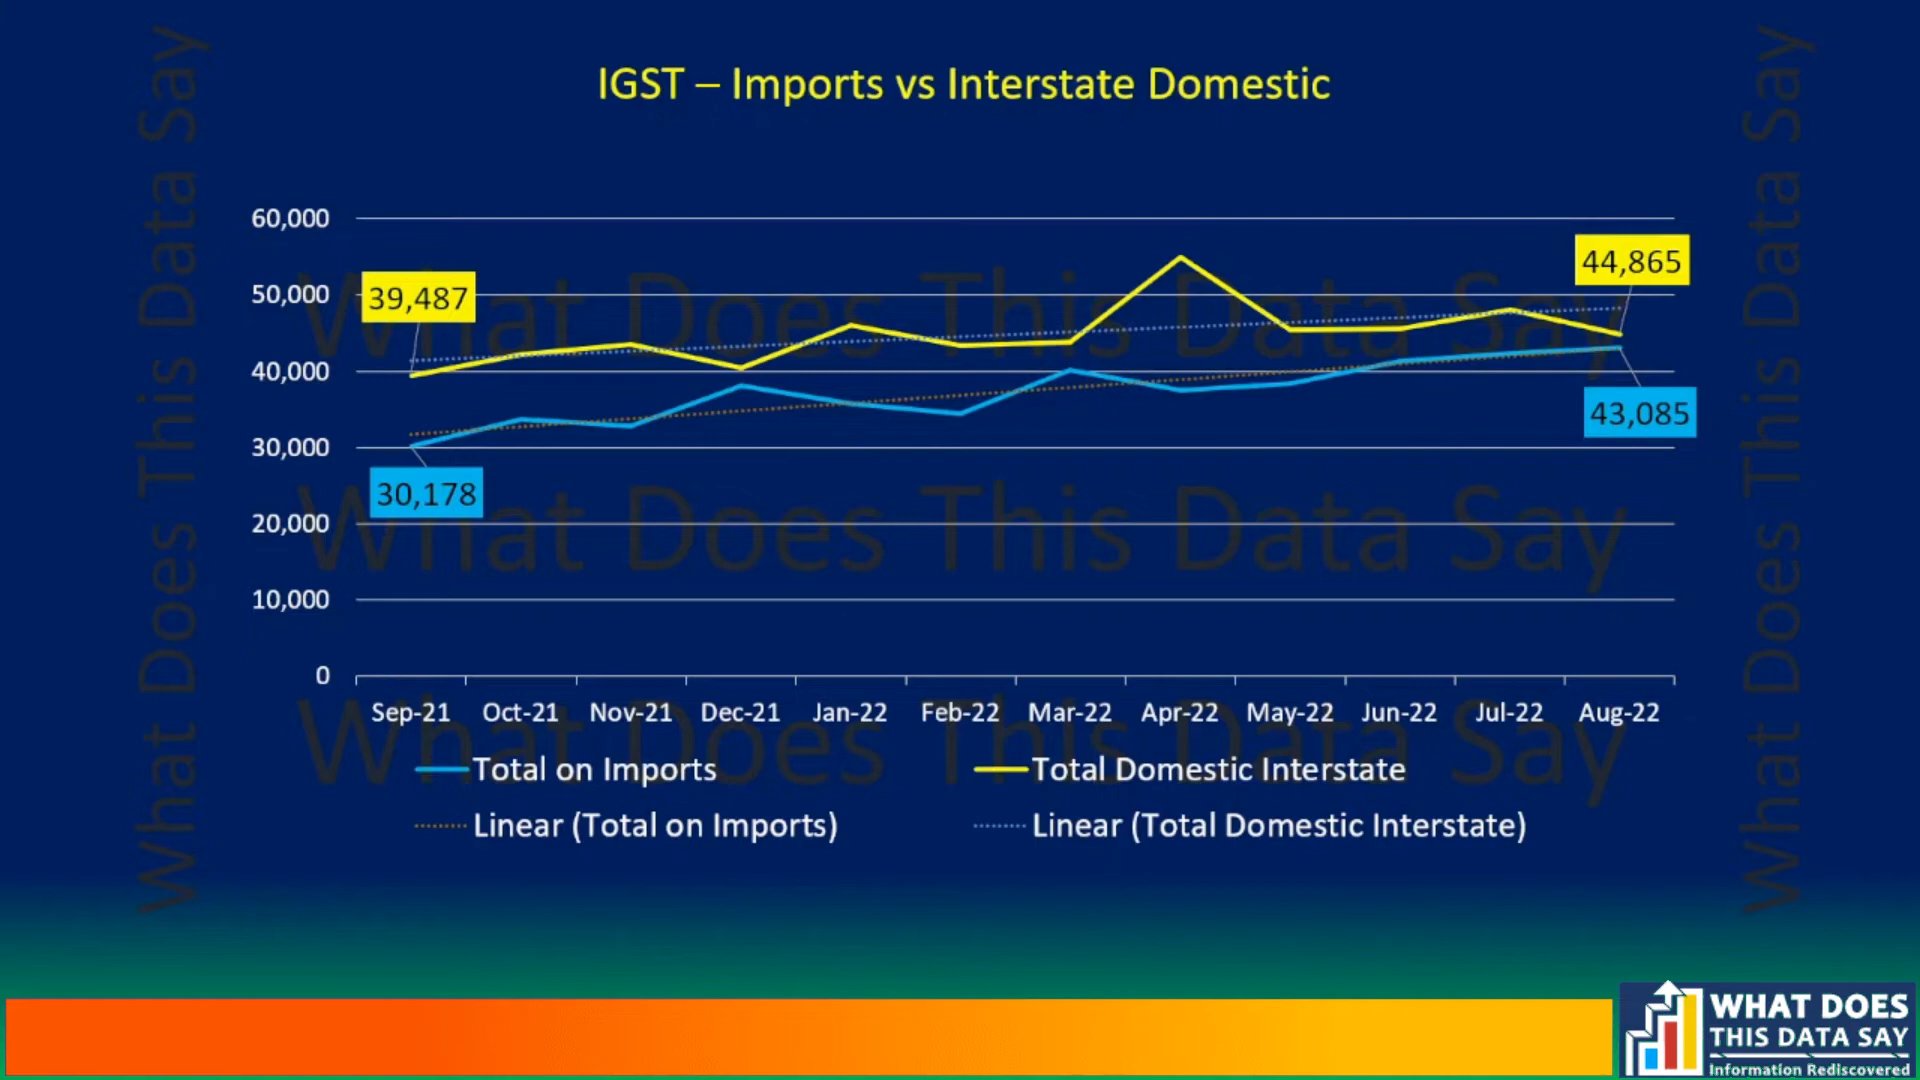 IGST – Imports vs Interstate Domestic
60,000
50,000
40,000
30,000
20,000
10,000
0
39,487
44,865
30,178
43,085
Sep-21 Oct-21 Nov-21 Dec-21 Jan-22 Feb-22 Mar-22 Apr-22 May-22 Jun-22 Jul-22 Aug-22
Total on Imports
Total Domestic Interstate
Linear (Total on Imports)
Linear (Total Domestic Interstate)
What Does This Data Say
What Does This Data Say
What Does This Data Say
What Does This Data Say
What Does This Data Say
WHAT DOES
THIS DATA SAY
Information Rediscovered